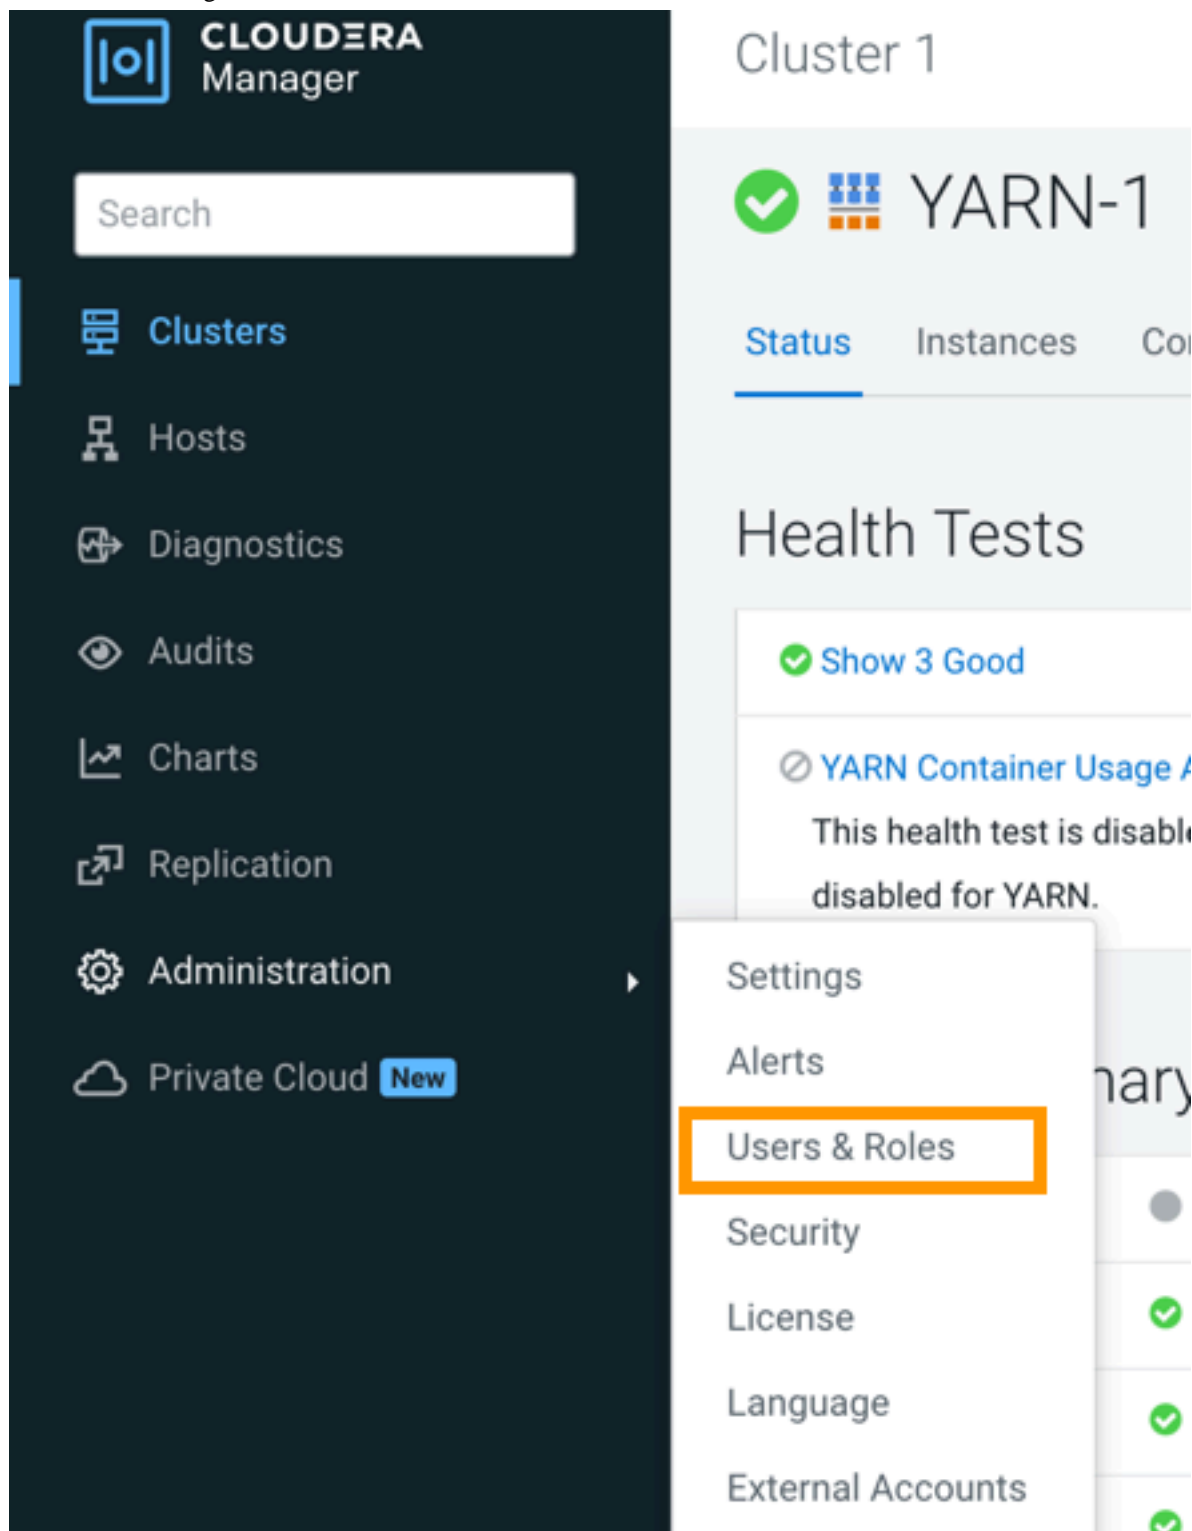 CLOUDERA
Manager
Search
Clusters
Hosts
Diagnostics
Audits
Charts
Replication
Administration
Private Cloud New
Cluster 1
YARN-1
Status Instances
Health Tests
Show 3 Good
YARN Container Usage
This health test is
disabled for YARN.
Settings
Alerts
Users & Roles
Security
License
Language
External Accounts